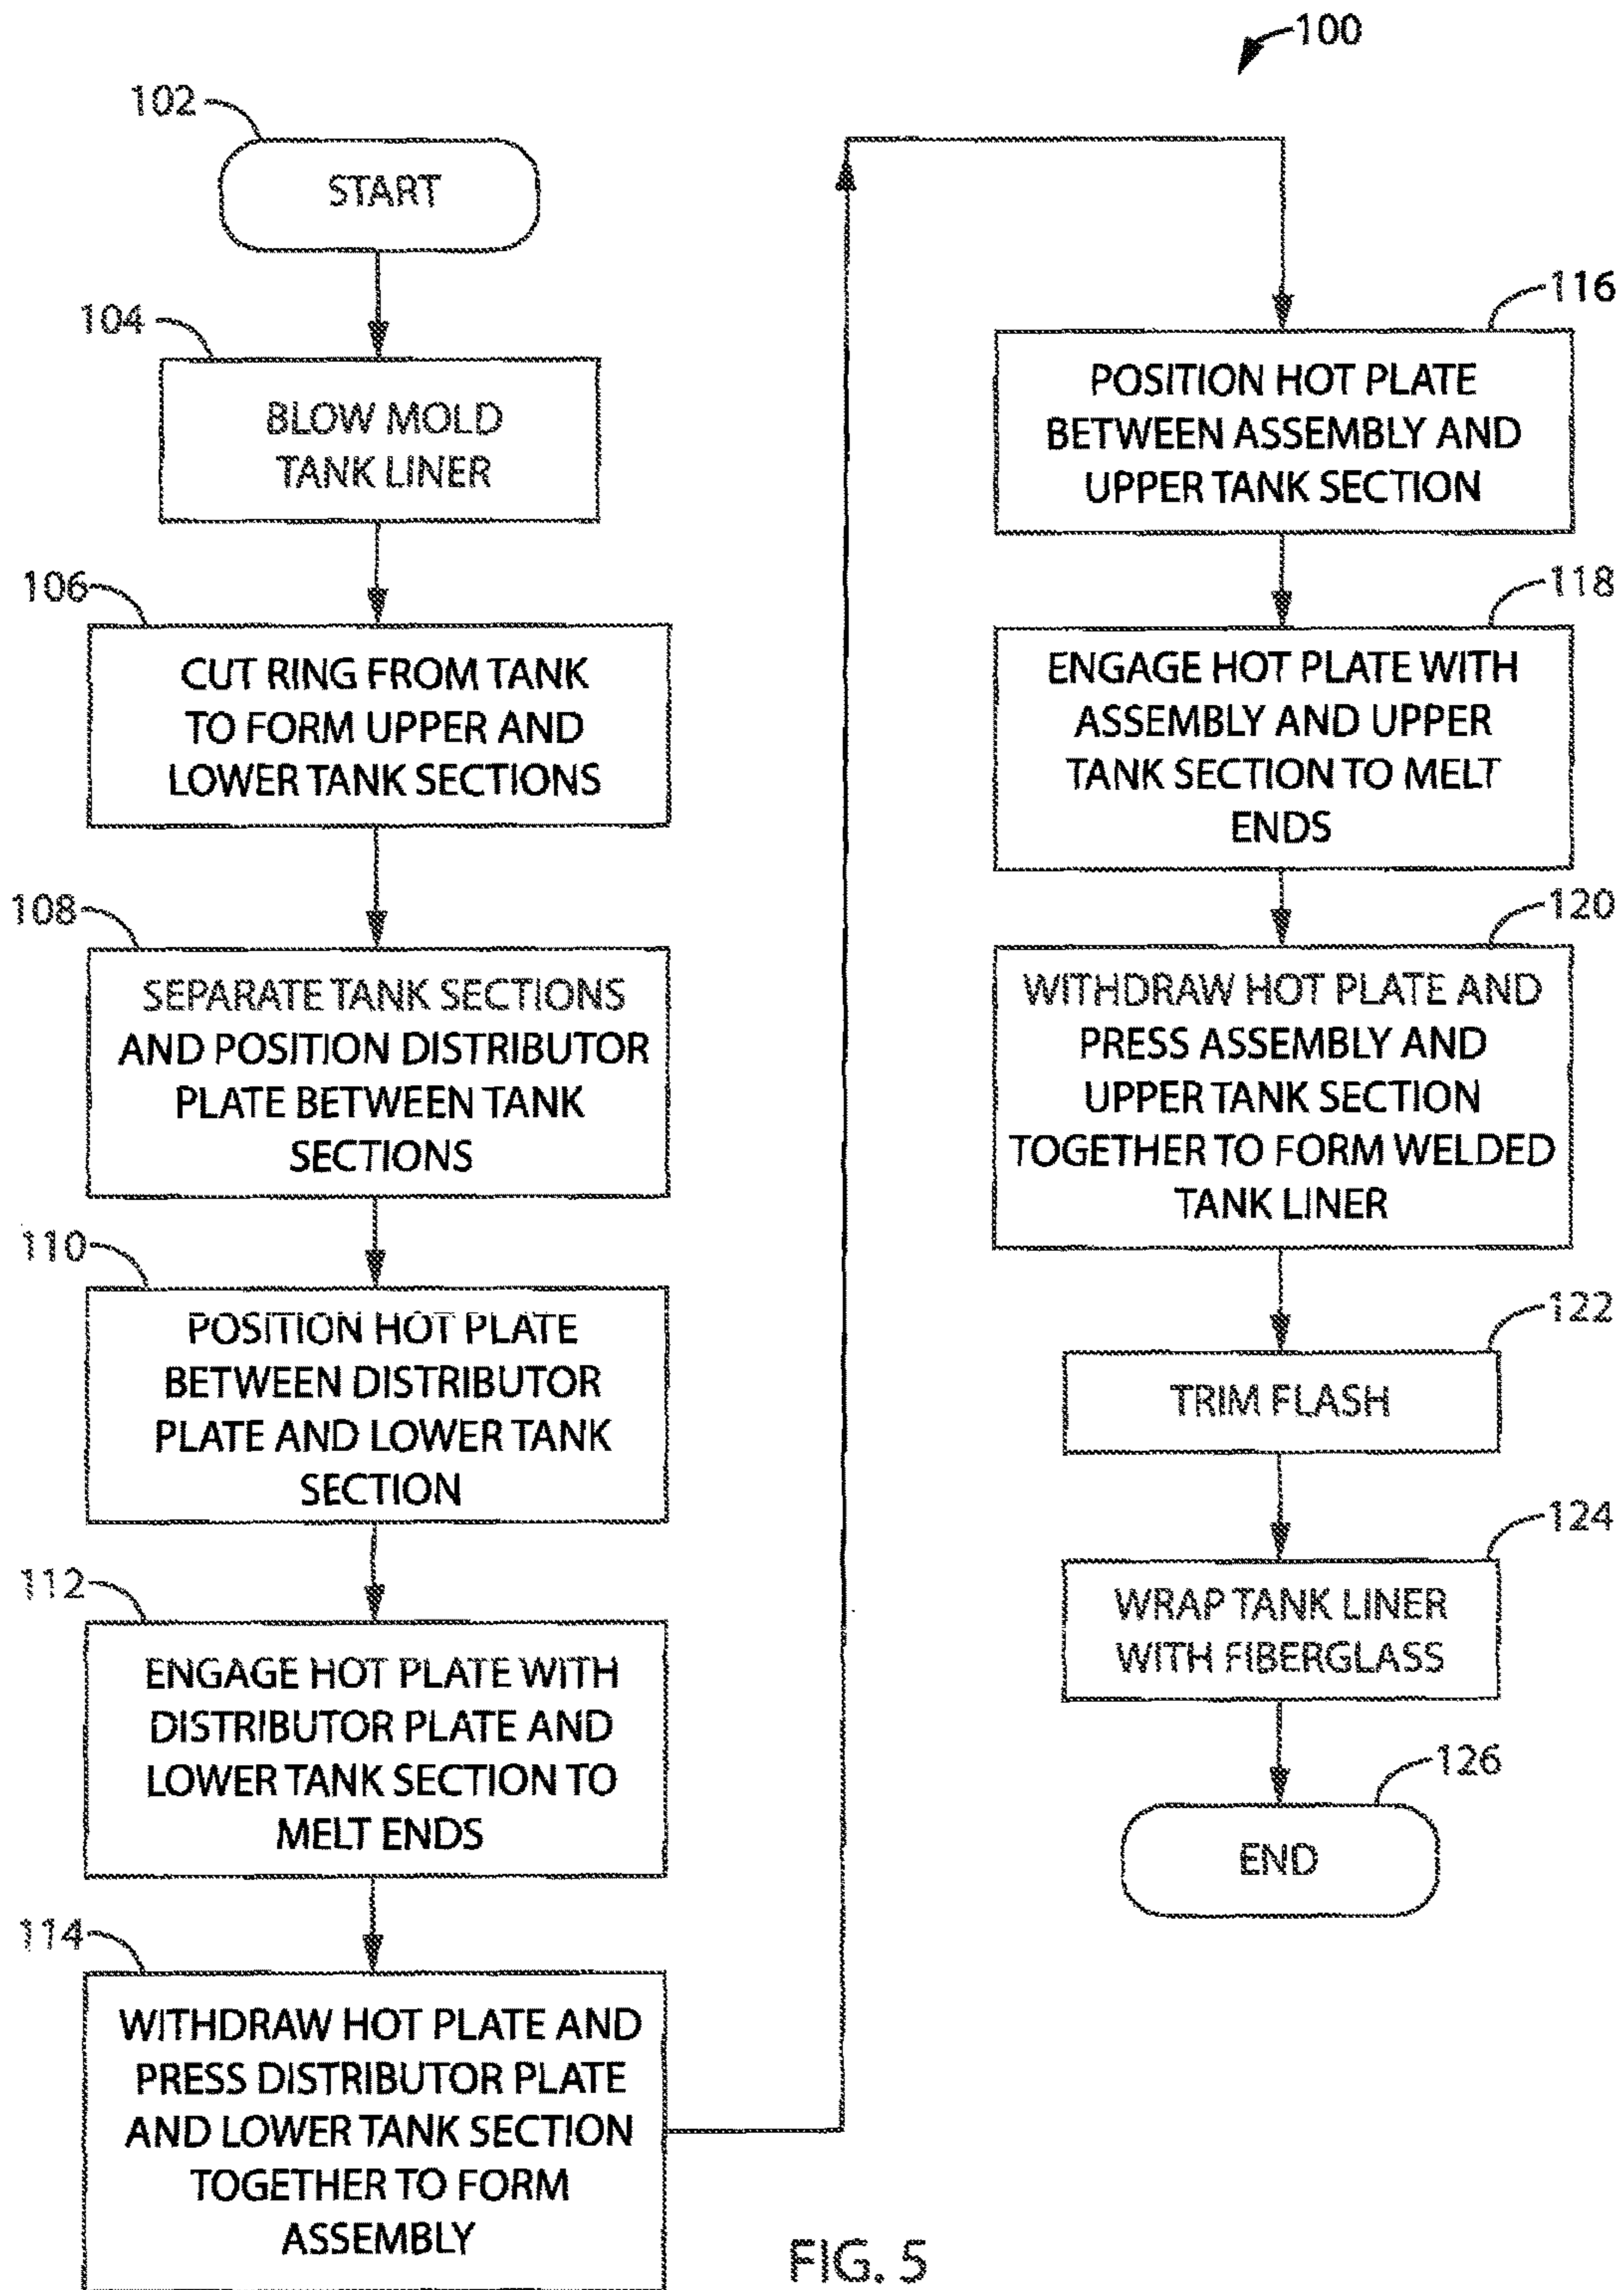 100
102
START
104
BLOW MOLD
TANK LINER
106
CUT RING FROM TANK
TO FORM UPPER AND
LOWER TANK SECTIONS
108
SEPARATE TANK SECTIONS
AND POSITION DISTRIBUTOR
PLATE BETWEEN TANK
SECTIONS
110
POSITION HOT PLATE
BETWEEN DISTRIBUTOR
PLATE AND LOWER TANK
SECTION
112
ENGAGE HOT PLATE WITH
DISTRIBUTOR PLATE AND
LOWER TANK SECTION TO
MELT ENDS
114
WITHDRAW HOT PLATE AND
PRESS DISTRIBUTOR PLATE
AND LOWER TANK SECTION
TOGETHER TO FORM
ASSEMBLY
116
POSITION HOT PLATE
BETWEEN ASSEMBLY AND
UPPER TANK SECTION
118
ENGAGE HOT PLATE WITH
ASSEMBLY AND UPPER
TANK SECTION TO MELT
ENDS
120
WITHDRAW HOT PLATE AND
PRESS ASSEMBLY AND
UPPER TANK SECTION
TOGETHER TO FORM WELDED
TANK LINER
122
TRIM FLASH
124
WRAP TANK LINER
WITH FIBERGLASS
126
END
FIG. 5